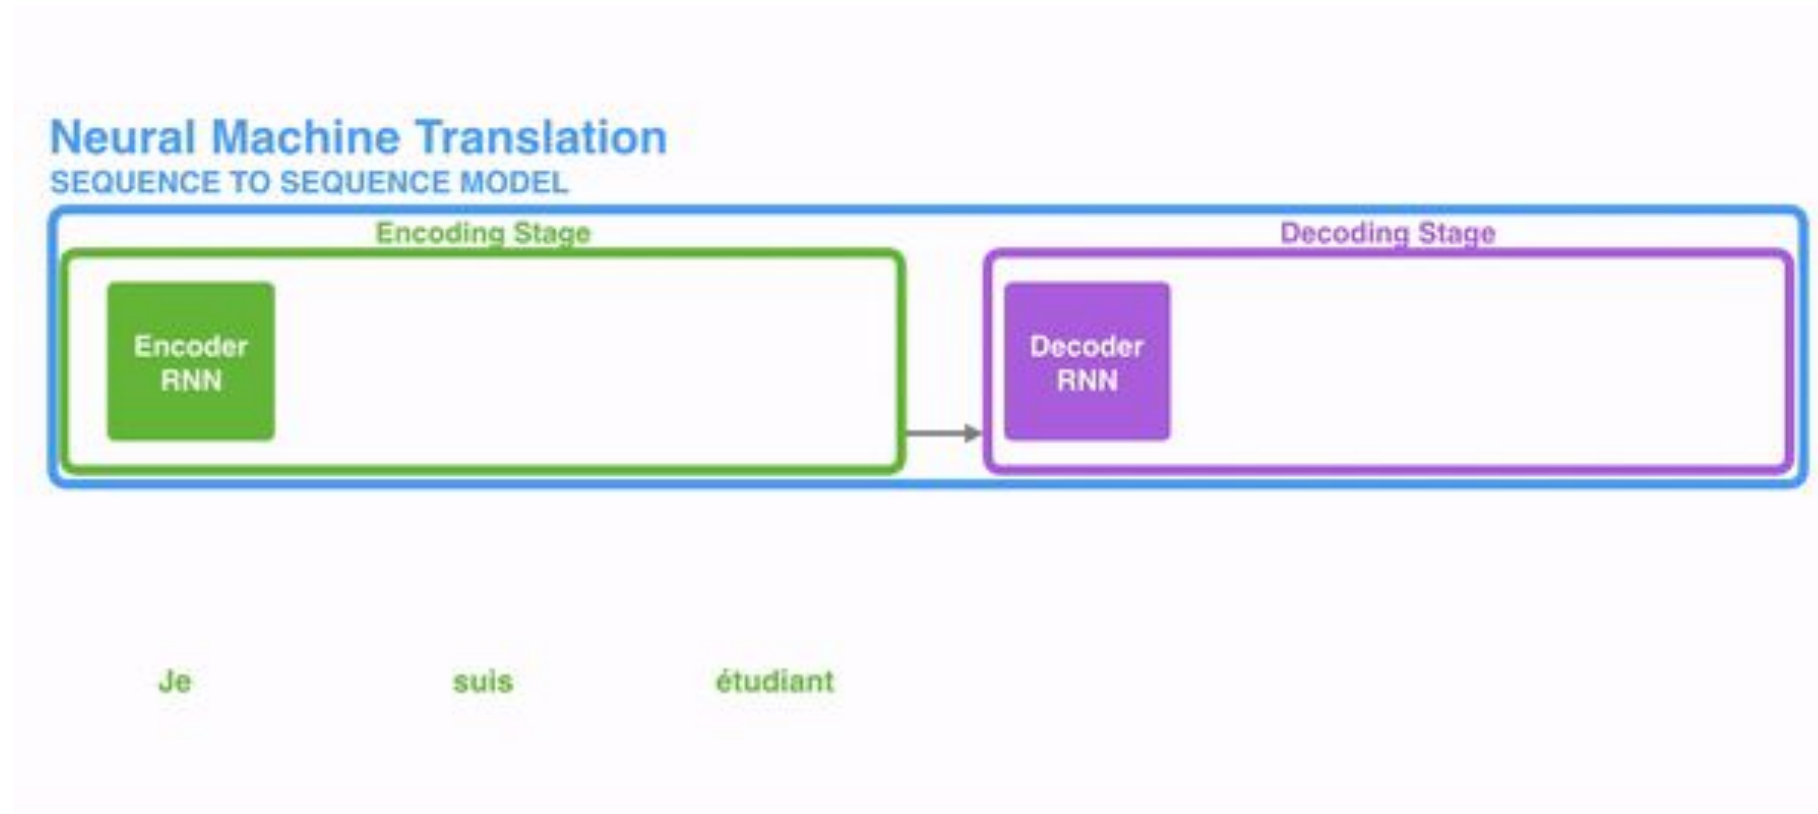 Neural Machine Translation
SEQUENCE TO SEQUENCE MODEL
Encoding Stage
Decoding Stage
Encoder
RNN
Decoder
RNN
Je suis étudiant